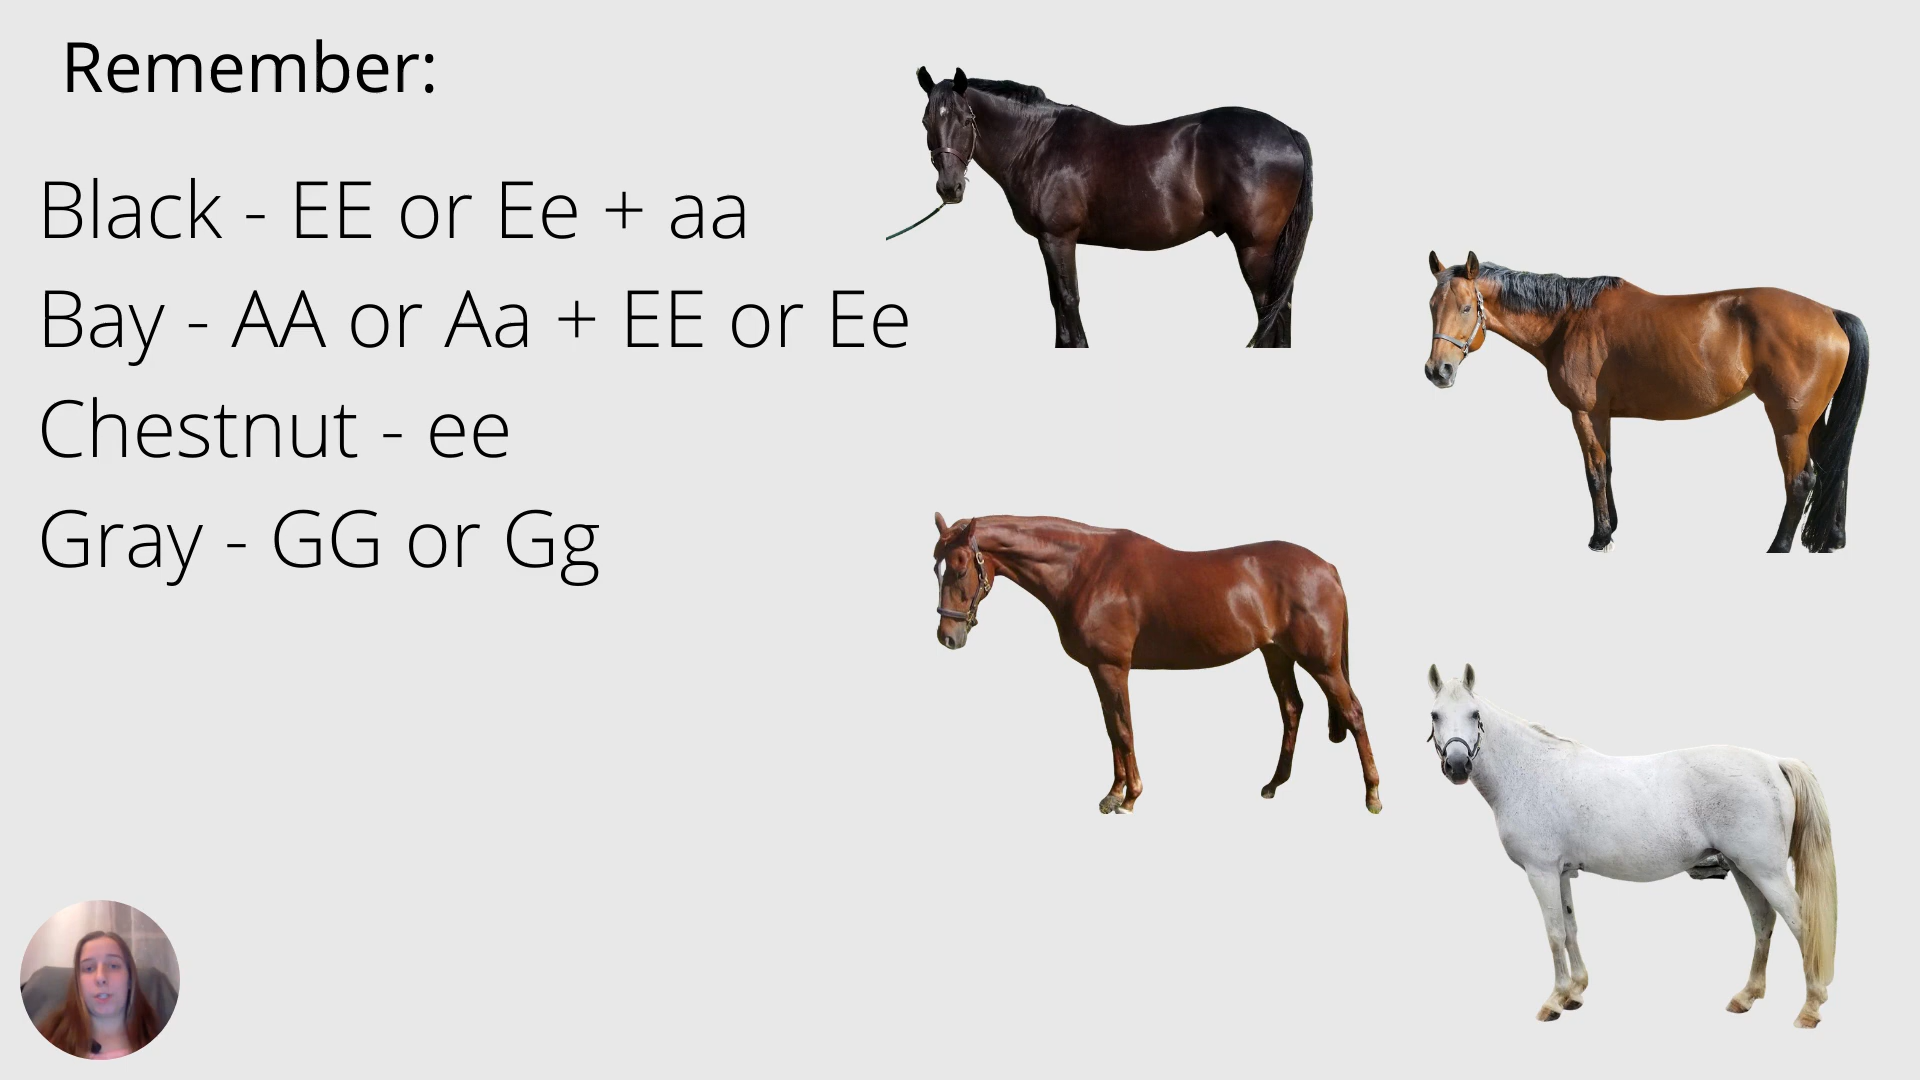 Remember:
Black - EE or Ee + aa
Bay - AA or Aa + EE or Ee
Chestnut - ee
Gray - GG or Gg